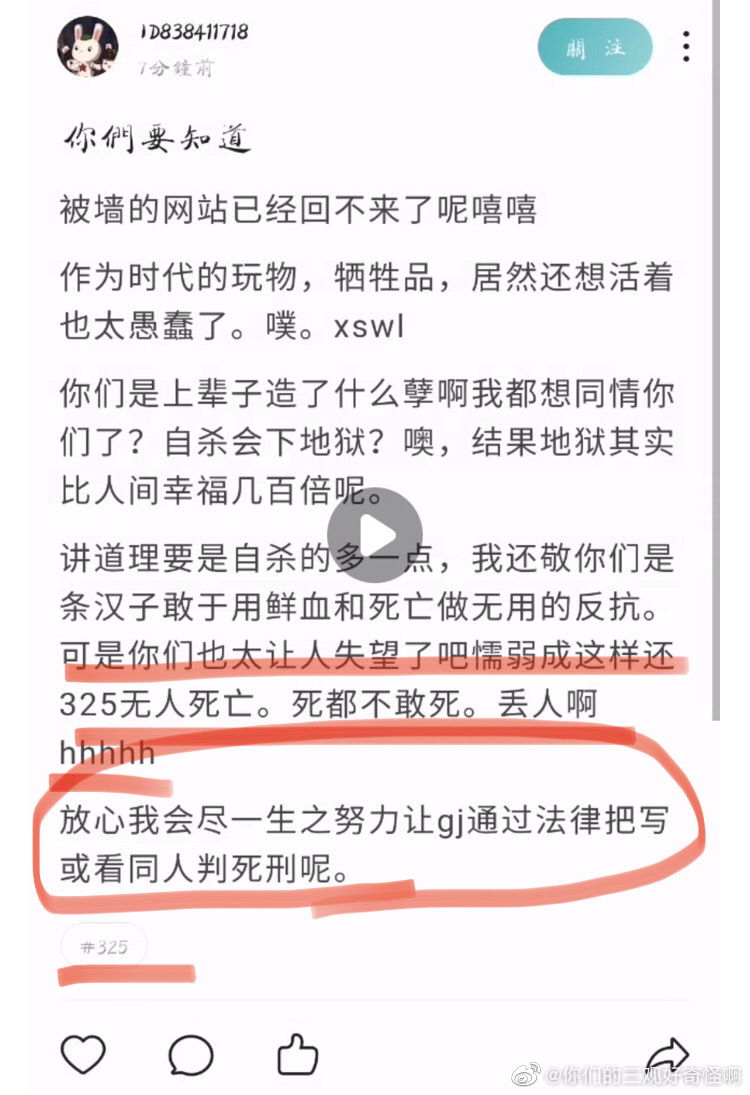 ID838411718
7分鐘前
關注
你們要知道
被墙的网站已经回不来了呢嘻嘻
作为时代的玩物，牺牲品，居然还想活着
也太愚蠢了。噗。xswl
你们是上辈子造了什么孽啊我都想同情你
们了？自杀会下地狱？噢，结果地狱其实
比人间幸福几百倍呢。
讲道理要是自杀的多一点，我还敬你们是
条汉子敢于用鲜血和死亡做无用的反抗。
可是你们也太让人失望了吧懦弱成这样还
325无人死亡。死都不敢死。丢人啊
hhhhh
放心我会尽一生之努力让gj通过法律把写
或看同人判死刑呢。
#325
@你们的三观好奇怪啊